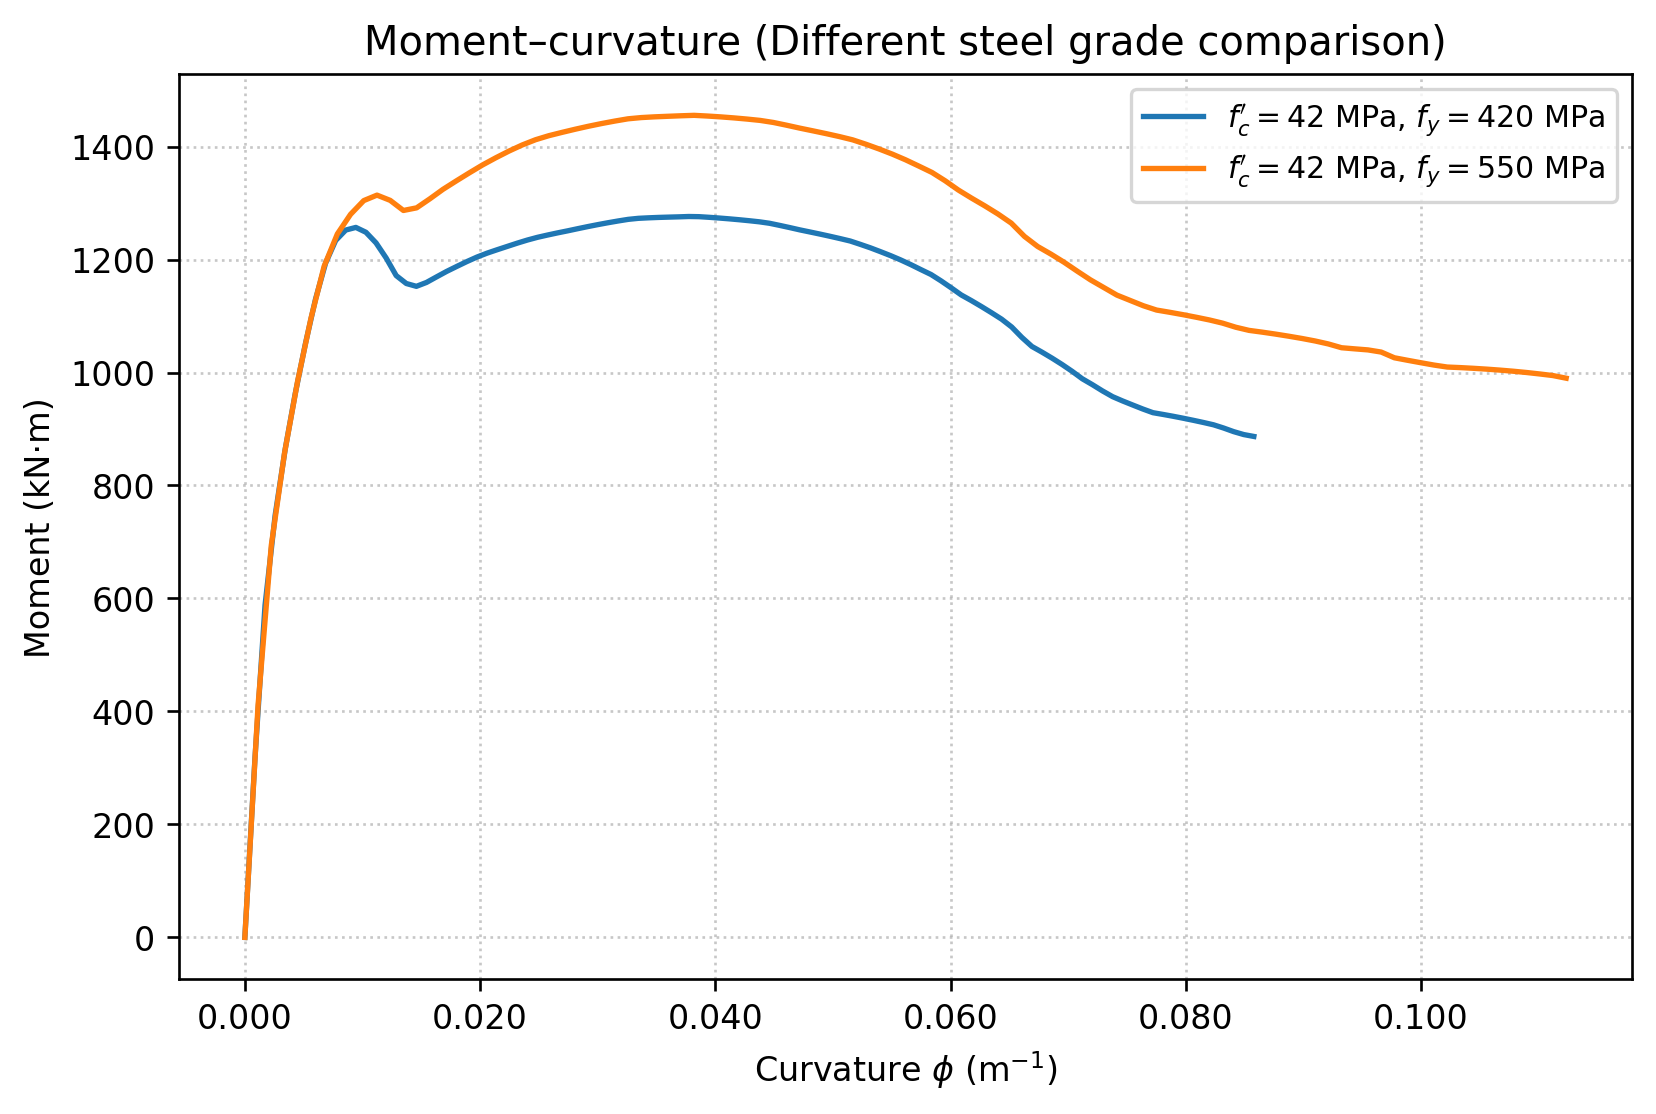 Moment–curvature (Different steel grade comparison)
f′c = 42 MPa, fy = 420 MPa
f′c = 42 MPa, fy = 550 MPa
Moment (kN·m)
1400
1200
1000
800
600
400
200
0
0.000 0.020 0.040 0.060 0.080 0.100
Curvature ϕ (m⁻¹)